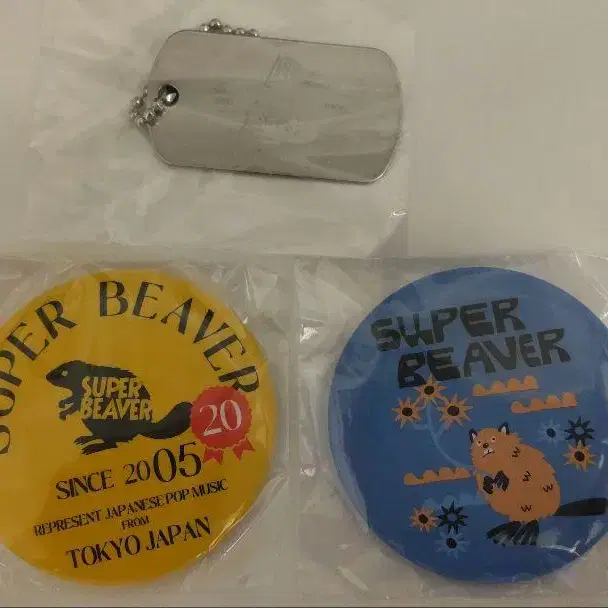 SUPER BEAVER
SUPER
BEAVER
20
SINCE 2005
REPRESENT JAPANESE POP MUSIC
FROM
TOKYO JAPAN
SUPER
BEAVER